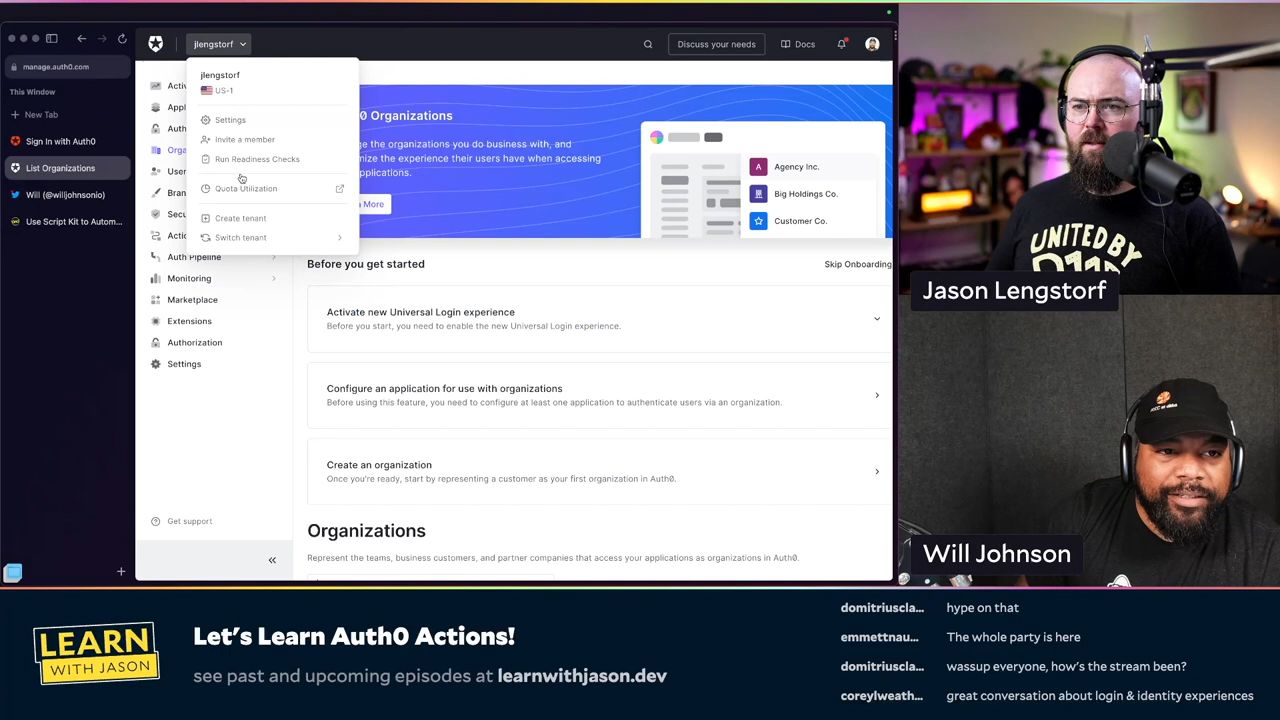 jlengstorf
Discuss your needs
Docs
manage.auth0.com
This Window
New Tab
Sign In with Auth0
List Organizations
Will (@willjohnsonio)
Use Script Kit to Autom...
jlengstorf
US-1
Settings
Invite a member
Run Readiness Checks
Quota Utilization
Create tenant
Switch tenant
Auth Pipeline
Monitoring
Marketplace
Extensions
Authorization
Settings
Get support
0 Organizations
the organizations you do business with, and
the experience their users have when accessing
More
Agency Inc.
Big Holdings Co.
Customer Co.
Before you get started
Skip Onboarding
Activate new Universal Login experience
Before you start, you need to enable the new Universal Login experience.
Configure an application for use with organizations
Before using this feature, you need to configure at least one application to authenticate users via an organization.
Create an organization
Once you're ready, start by representing a customer as your first organization in Auth0.
Organizations
Represent the teams, business customers, and partner companies that access your applications as organizations in Auth0.
UNITED BY
Jason Lengstorf
Will Johnson
LEARN
WITH JASON
Let's Learn Auth0 Actions!
see past and upcoming episodes at learnwithjason.dev
domitriuscla... hype on that
emmettnau... The whole party is here
domitriuscla... wassup everyone, how's the stream been?
coreylweath... great conversation about login & identity experiences